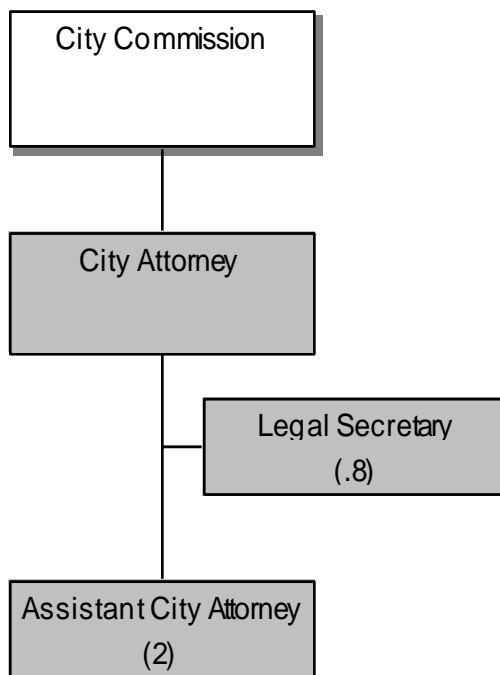 City Commission
City Attorney
Legal Secretary
(.8)
Assistant City Attorney
(2)